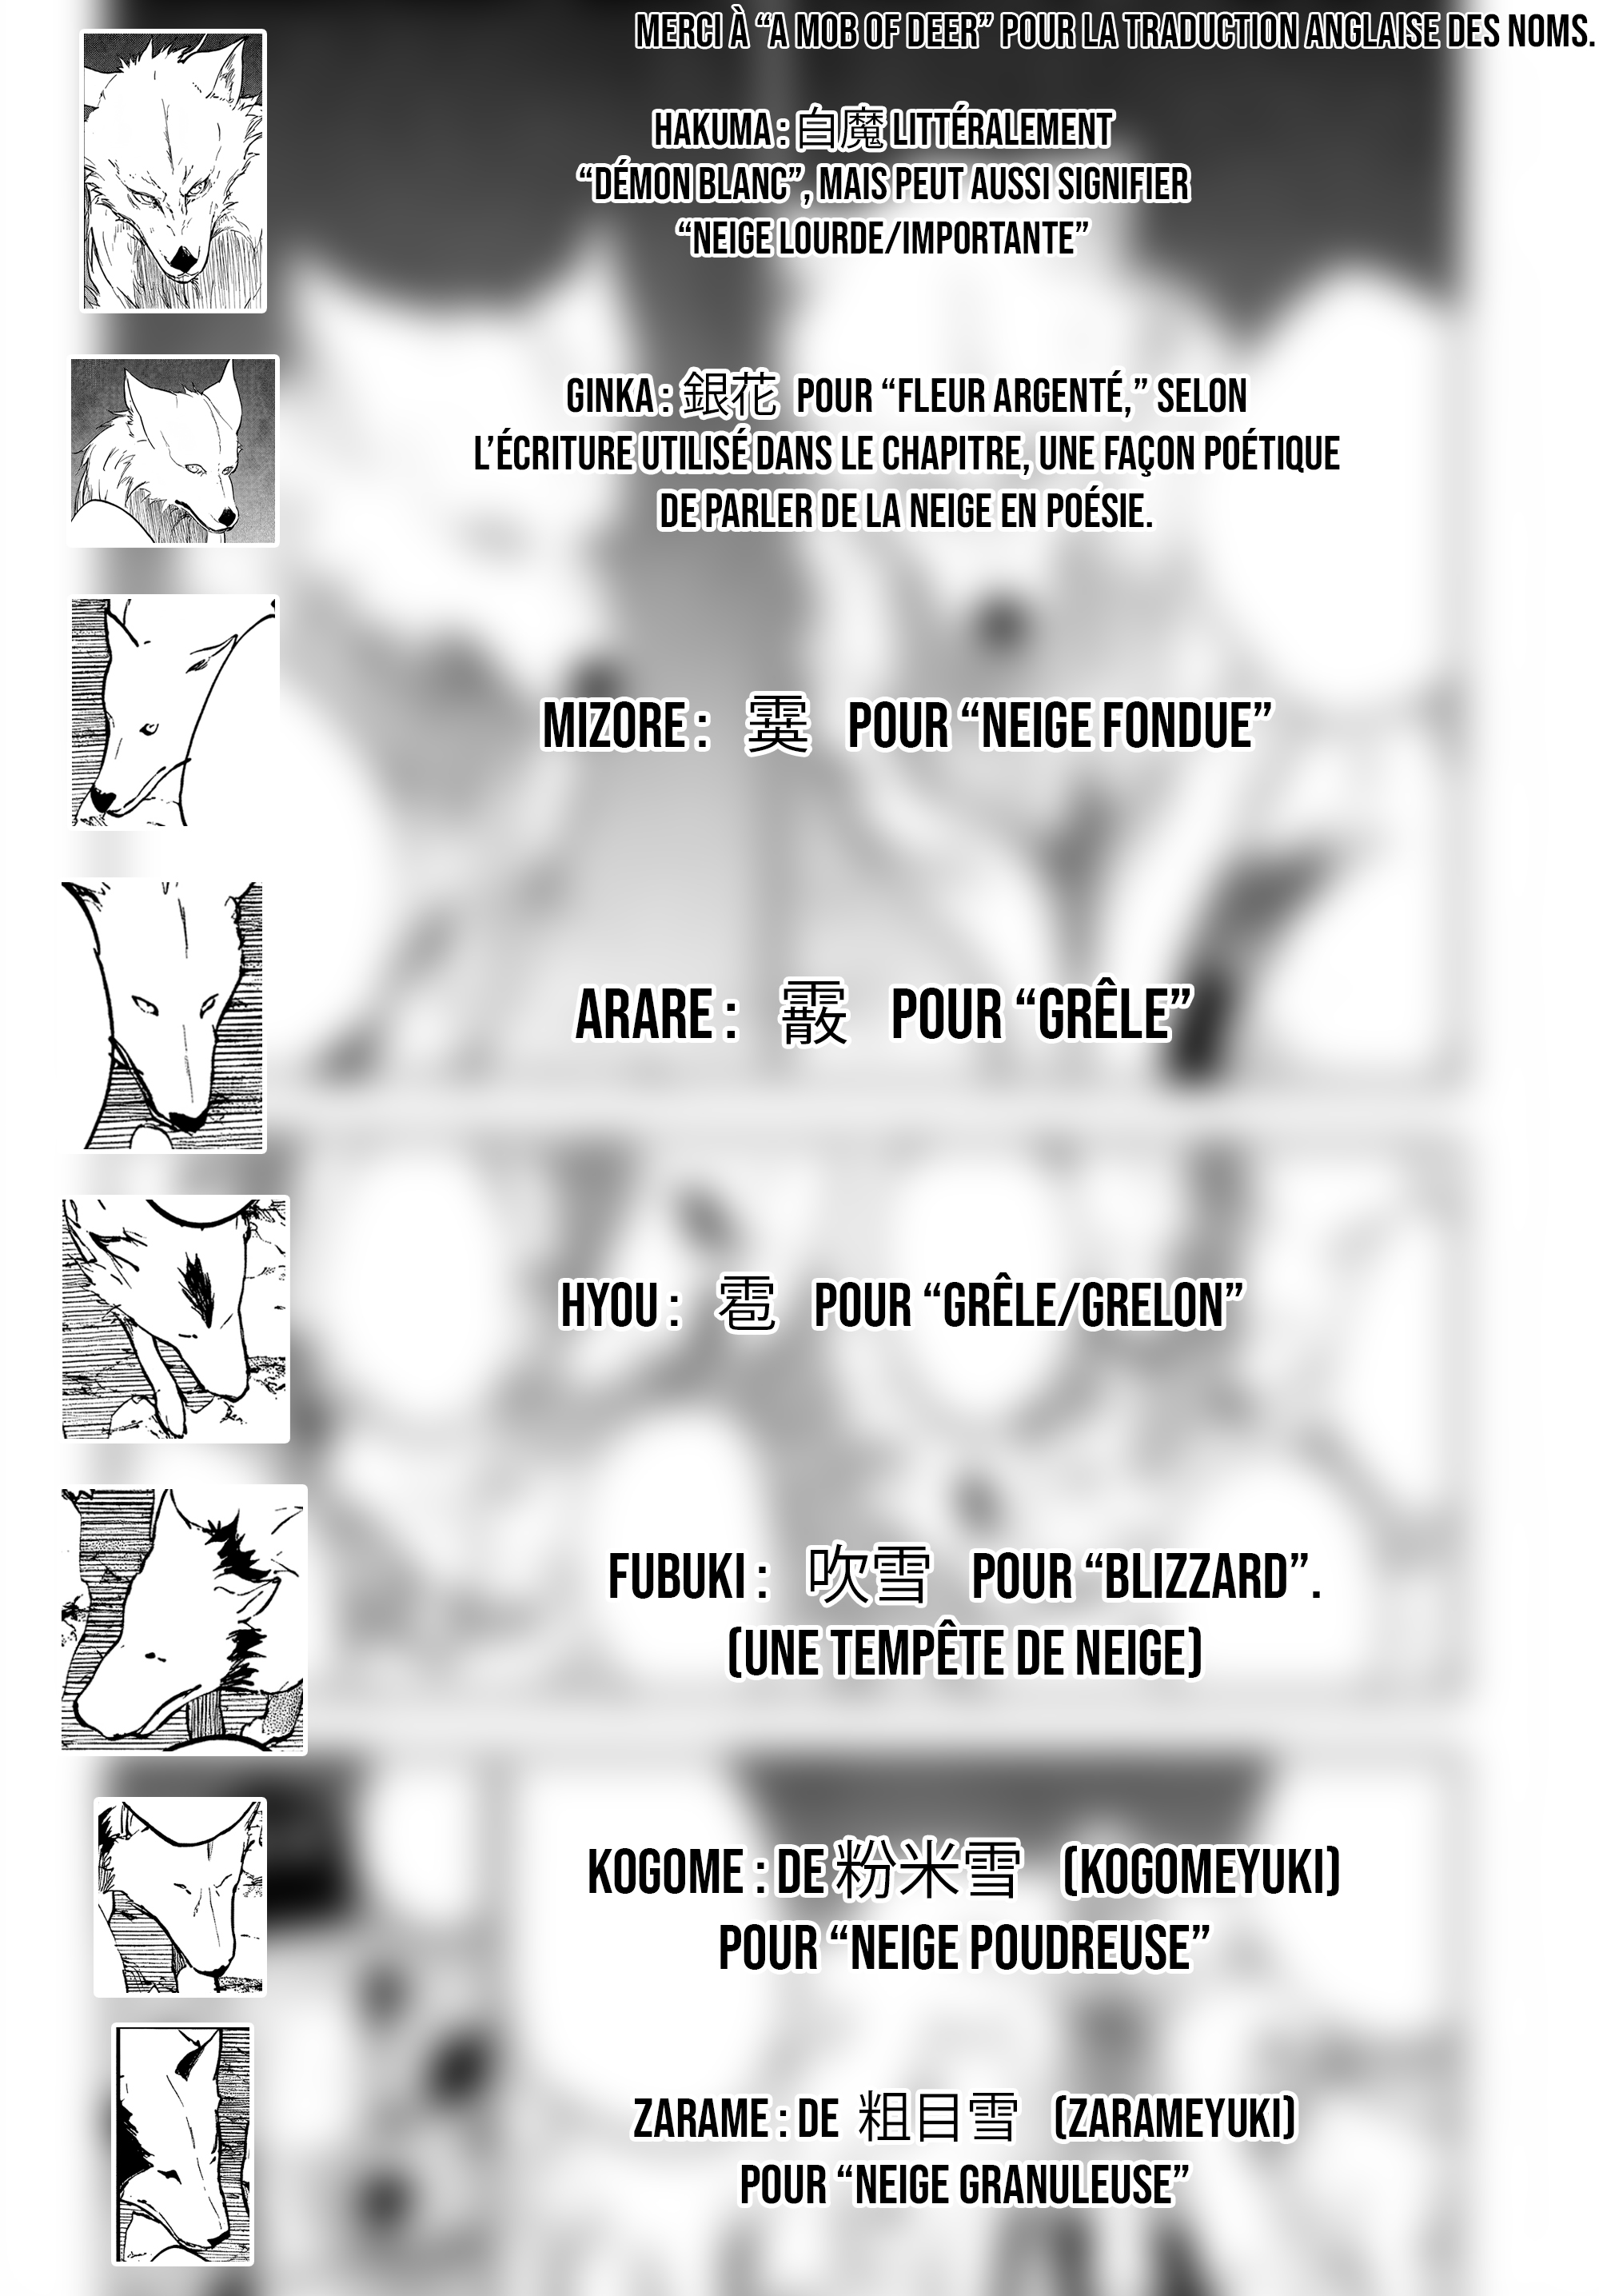 MERCI À “A MOB OF DEER” POUR LA TRADUCTION ANGLAISE DES NOMS.
HAKUMA : 白魔 LITTÉRALEMENT
“DÉMON BLANC”, MAIS PEUT AUSSI SIGNIFIER
“NEIGE LOURDE/IMPORTANTE”
GINKA : 銀花 POUR “FLEUR ARGENTÉ,” SELON
L’ÉCRITURE UTILISÉ DANS LE CHAPITRE, UNE FAÇON POÉTIQUE
DE PARLER DE LA NEIGE EN POÉSIE.
MIZORE : 霙 POUR “NEIGE FONDUE”
ARARE : 霰 POUR “GRÊLE”
HYOU : 雹 POUR “GRÊLE/GRELON”
FUBUKI : 吹雪 POUR “BLIZZARD”.
(UNE TEMPÊTE DE NEIGE)
KOGOME : DE 粉米雪 (KOGOMEYUKI)
POUR “NEIGE POUDREUSE”
ZARAME : DE 粗目雪 (ZARAMEYUKI)
POUR “NEIGE GRANULEUSE”